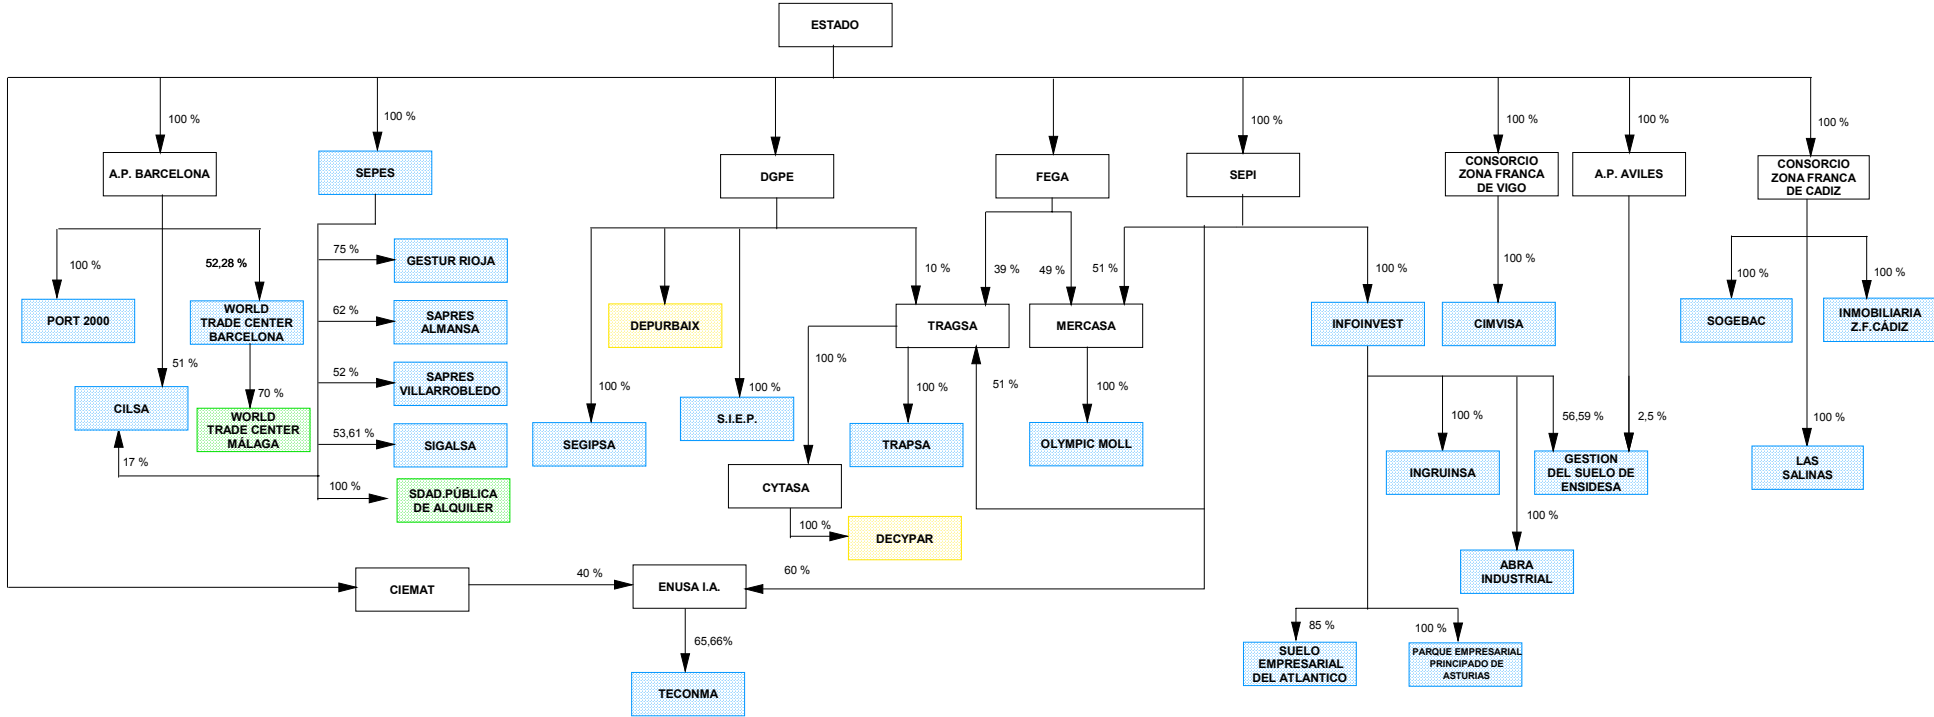 ESTADO
100 %
100 %
100 %
100 %
100 %
100 %
A.P. BARCELONA
SEPES
DGPE
FEGA
SEPI
CONSORCIO
ZONA FRANCA
DE VIGO
A.P. AVILES
CONSORCIO
ZONA FRANCA
DE CADIZ
100 %
52,28 %
75 %
GESTUR RIOJA
10 %
39 %
49 %
51 %
100 %
100 %
100 %
100 %
PORT 2000
WORLD
TRADE CENTER
BARCELONA
62 %
SAPRES
ALMANSA
DEPURBAIX
TRAGSA
MERCASA
INFOINVEST
CIMVISA
SOGEBAC
INMOBILIARIA
Z.F.CÁDIZ
51 %
70 %
52 %
SAPRES
VILLARROBLEDO
100 %
100 %
100 %
100 %
51 %
100 %
CILSA
WORLD
TRADE CENTER
MÁLAGA
S.I.E.P.
100 %
56,59 %
2,5 %
100 %
53,61 %
SIGALSA
SEGIPSA
TRAPSA
OLYMPIC MOLL
17 %
INGRUINSA
GESTION
DEL SUELO DE
ENSIDESA
LAS
SALINAS
100 %
SDAD.PÚBLICA
DE ALQUILER
CYTASA
100 %
DECYPAR
100 %
ABRA
INDUSTRIAL
CIEMAT
40 %
ENUSA I.A.
60 %
65,66%
85 %
100 %
SUELO
EMPRESARIAL
DEL ATLANTICO
PARQUE EMPRESARIAL
PRINCIPADO DE
ASTURIAS
TECONMA